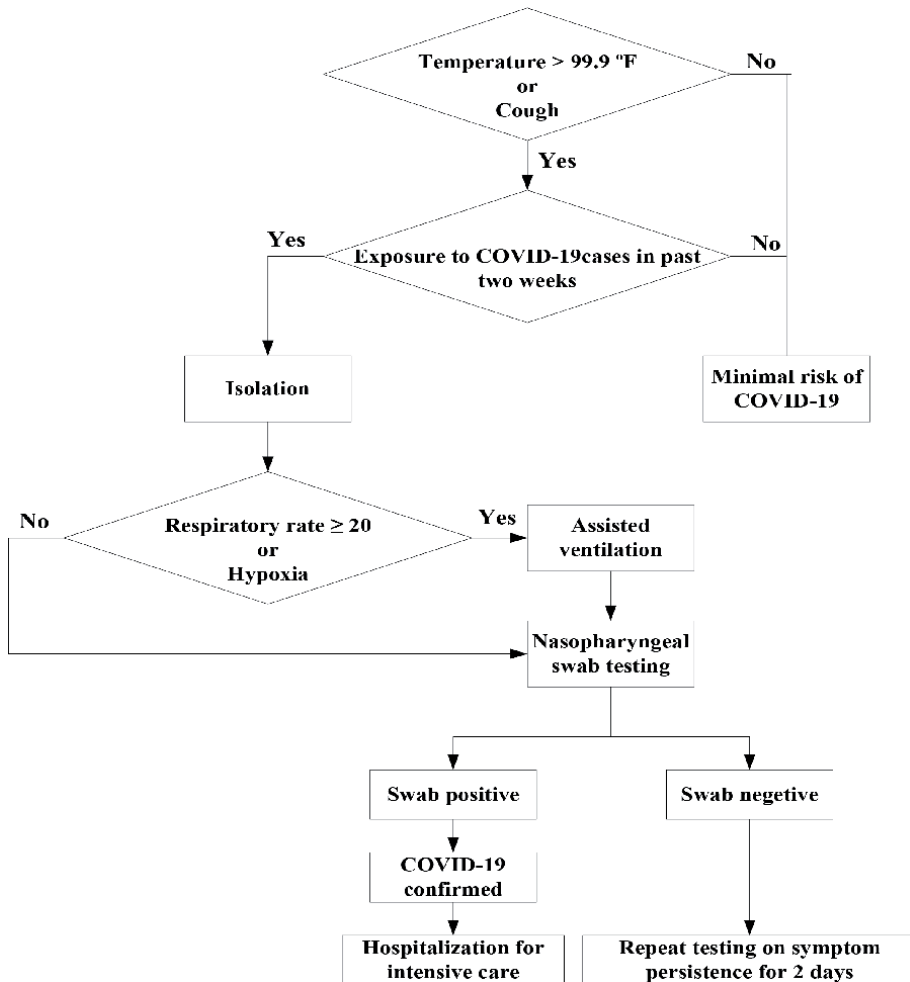 Temperature > 99.9 °F
or
Cough
No
Yes
Yes
Exposure to COVID-19cases in past
two weeks
No
Isolation
Minimal risk of
COVID-19
No
Respiratory rate ≥ 20
or
Hypoxia
Yes
Assisted
ventilation
Nasopharyngeal
swab testing
Swab positive
Swab negetive
COVID-19
confirmed
Hospitalization for
intensive care
Repeat testing on symptom
persistence for 2 days